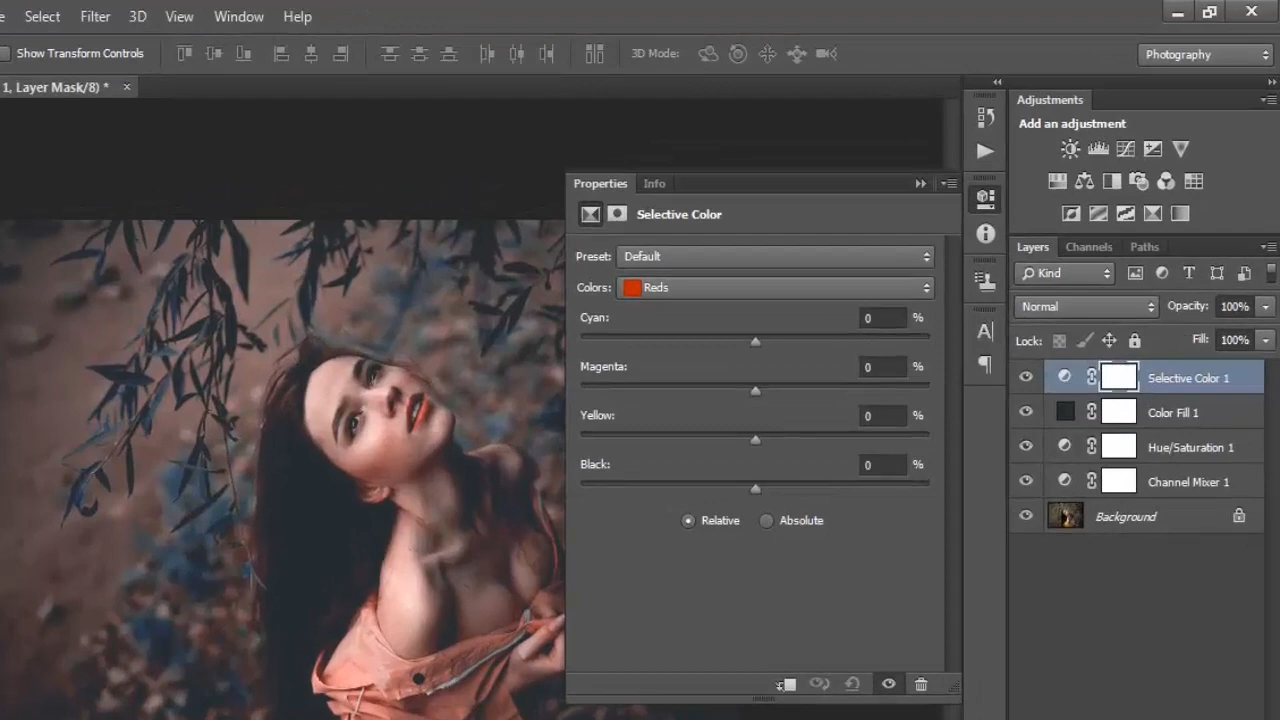 Select Filter 3D View Window Help
Show Transform Controls 3D Mode: Photography
1, Layer Mask/8) *
Properties Info
Selective Color
Preset: Default
Colors: Reds
Cyan: 0 %
Magenta: 0 %
Yellow: 0 %
Black: 0 %
Relative Absolute
Adjustments
Add an adjustment
Layers Channels Paths
Kind
Normal Opacity: 100%
Lock: Fill: 100%
Selective Color 1
Color Fill 1
Hue/Saturation 1
Channel Mixer 1
Background